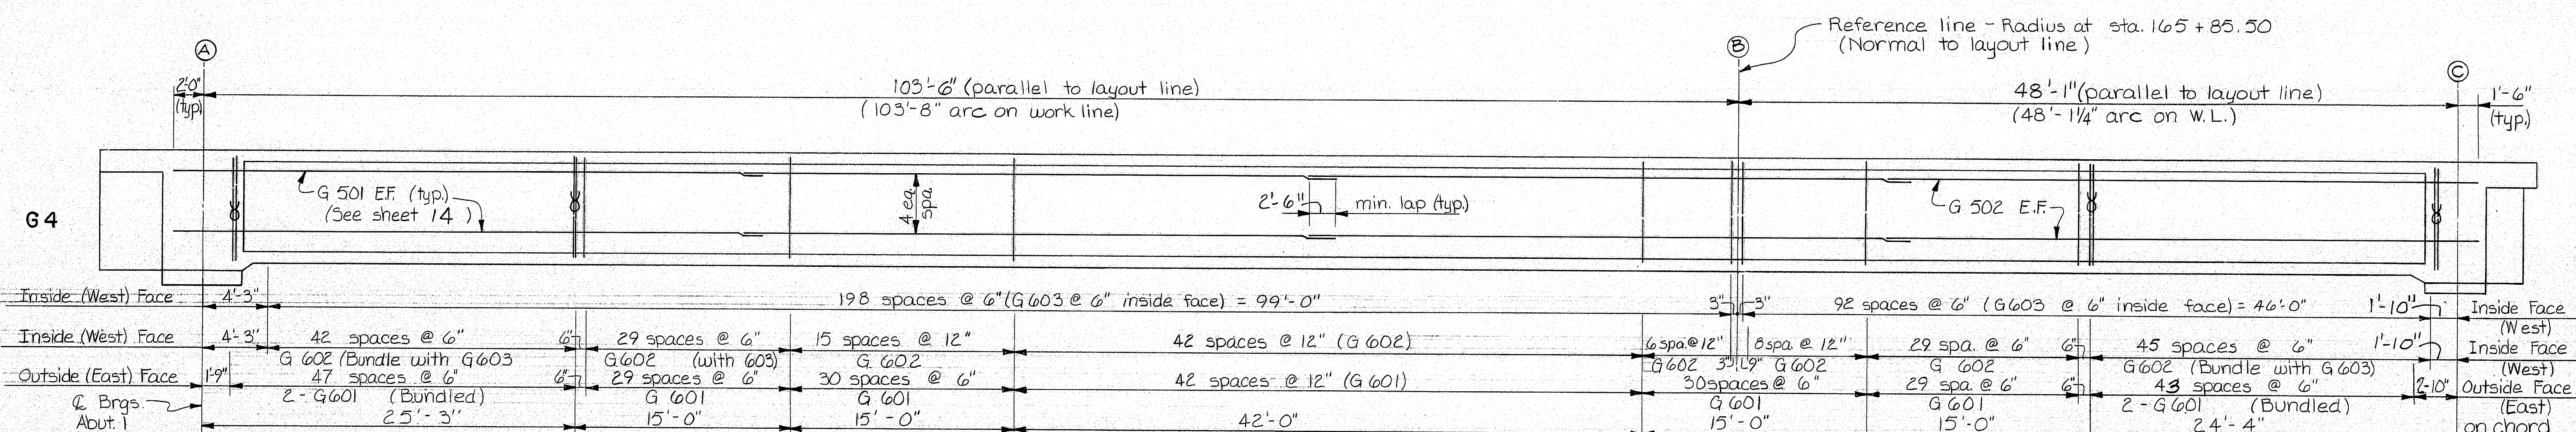 Reference line - Radius at sta. 165 + 85.50
(Normal to layout line)
A
B
C
2'-0"
(typ)
103'-6" (parallel to layout line)
(103'-8" arc on work line)
48'-1" (parallel to layout line)
(48'-1¼" arc on W.L.)
1'-6"
(typ.)
G4
G 501 E.F. (typ.)
(See sheet 14 )
4 ea.
spa.
2'-6"
min. lap (typ.)
G 502 E.F.
Inside (West) Face
4'-3"
198 spaces @ 6" (G603 @ 6" inside face) = 99'-0"
3"
3"
92 spaces @ 6" (G603 @ 6" inside face) = 46'-0"
1'-10"
Inside Face
(West)
Inside (West) Face
4'-3"
42 spaces @ 6"
6"
29 spaces @ 6"
15 spaces @ 12"
42 spaces @ 12" (G602)
6 spa.@ 12"
8 spa. @ 12"
29 spa. @ 6"
6"
45 spaces @ 6"
1'-10"
Inside Face
(West)
G 602 (Bundle with G603
G602 (with 603)
G. 602
G602
3"
1'-9"
G602
G 602
G602 (Bundle with G603)
Outside (East) Face
1'-9"
47 spaces @ 6"
6"
29 spaces @ 6"
30 spaces @ 6"
42 spaces @ 12" (G601)
30 spaces @ 6"
29 spa. @ 6"
6"
43 spaces @ 6"
2'-10"
Outside Face
(East)
℄ Brgs.
Abut. 1
2 - G601 (Bundled)
G 601
G 601
G 601
G 601
2 - G601 (Bundled)
25'-3"
15'-0"
15'-0"
42'-0"
15'-0"
15'-0"
24'-4"
on chord